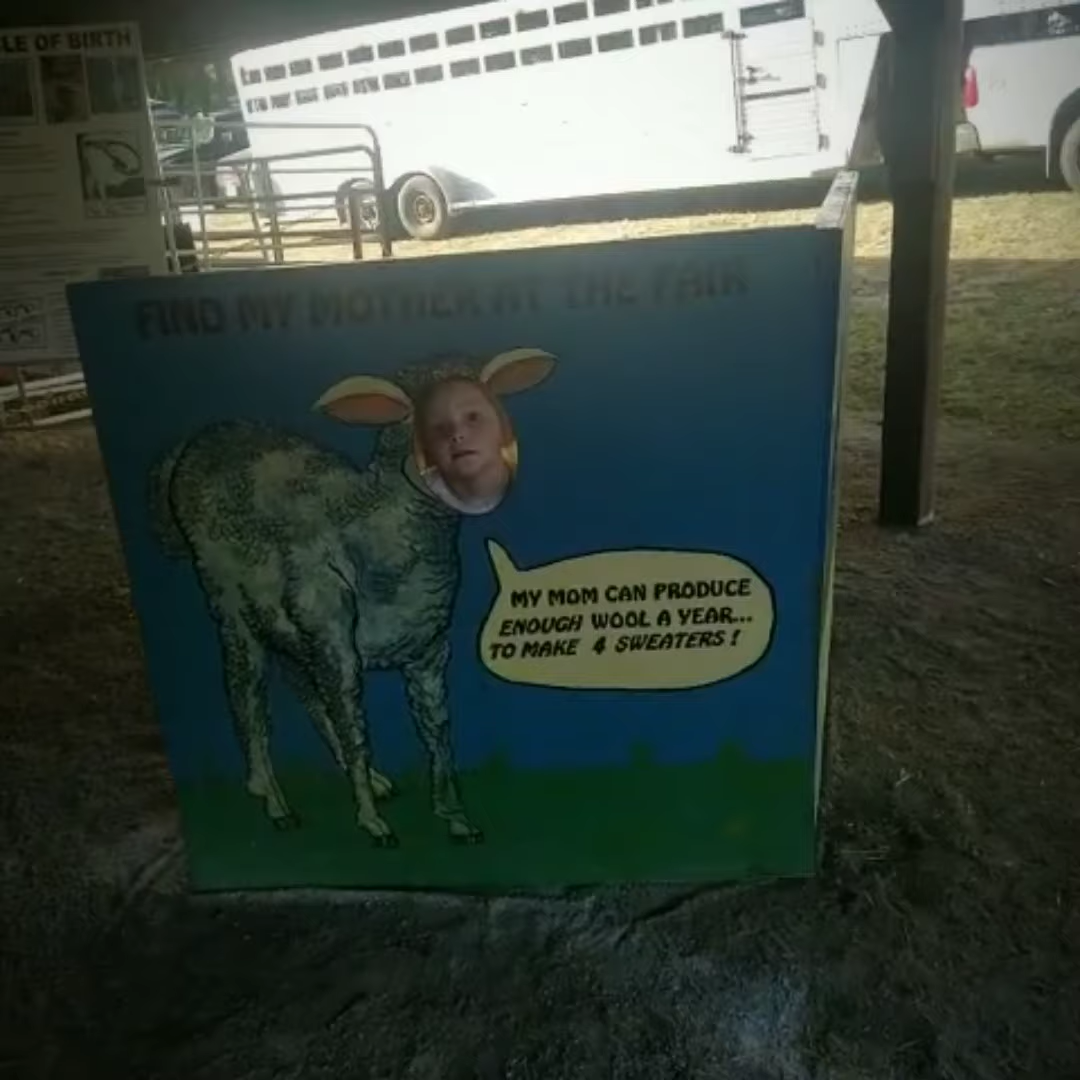 LE OF BIRTH
FIND MY MOTHER AT THE FAIR
MY MOM CAN PRODUCE
ENOUGH WOOL A YEAR...
TO MAKE 4 SWEATERS!